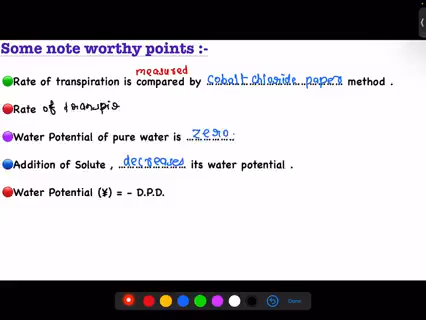 Some note worthy points :-
measured
Rate of transpiration is compared by cobalt chloride paper method .
Rate of transpir
Water Potential of pure water is zero.
Addition of Solute , decreases its water potential .
Water Potential (¥) = - D.P.D.
Done